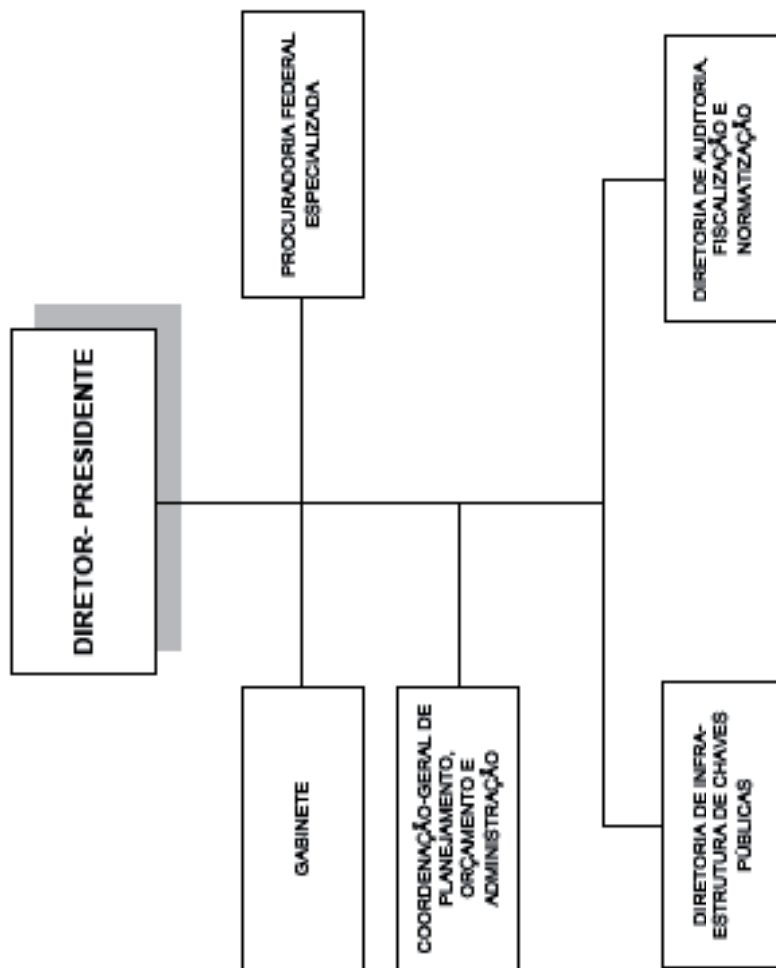 DIRETOR- PRESIDENTE
PROCURADORIA FEDERAL
ESPECIALIZADA
GABINETE
COORDENAÇÃO-GERAL DE
PLANEJAMENTO,
ORÇAMENTO E
ADMINISTRAÇÃO
DIRETORIA DE INFRA-
ESTRUTURA DE CHAVES
PÚBLICAS
DIRETORIA DE AUDITORIA,
FISCALIZAÇÃO E
NORMATIZAÇÃO